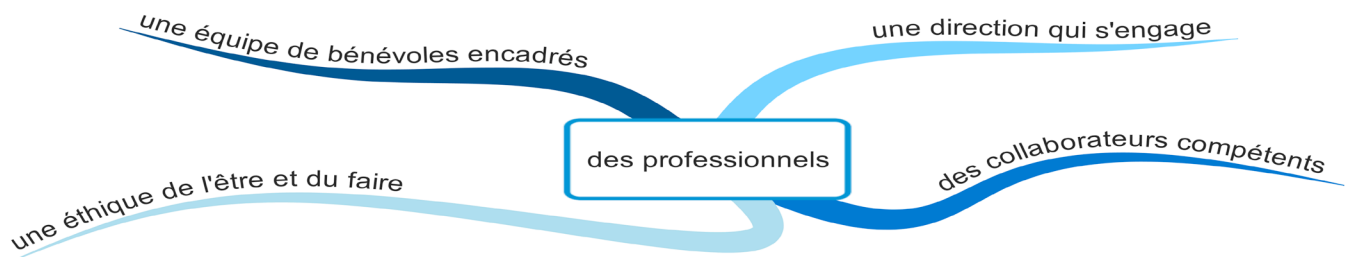 une équipe de bénévoles encadrés
une direction qui s'engage
des professionnels
des collaborateurs compétents
une éthique de l'être et du faire